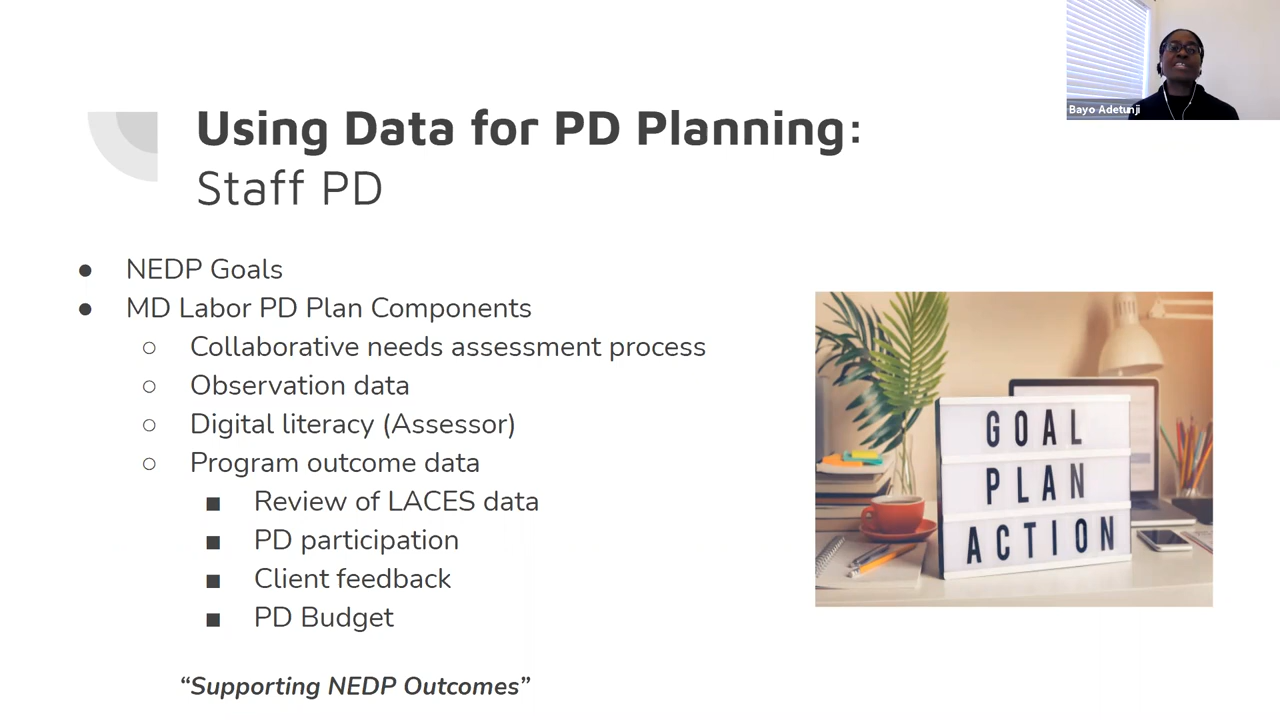 Bayo Adetunji
Using Data for PD Planning:
Staff PD
● NEDP Goals
● MD Labor PD Plan Components
○ Collaborative needs assessment process
○ Observation data
○ Digital literacy (Assessor)
○ Program outcome data
■ Review of LACES data
■ PD participation
■ Client feedback
■ PD Budget
“Supporting NEDP Outcomes”
GOAL
PLAN
ACTION